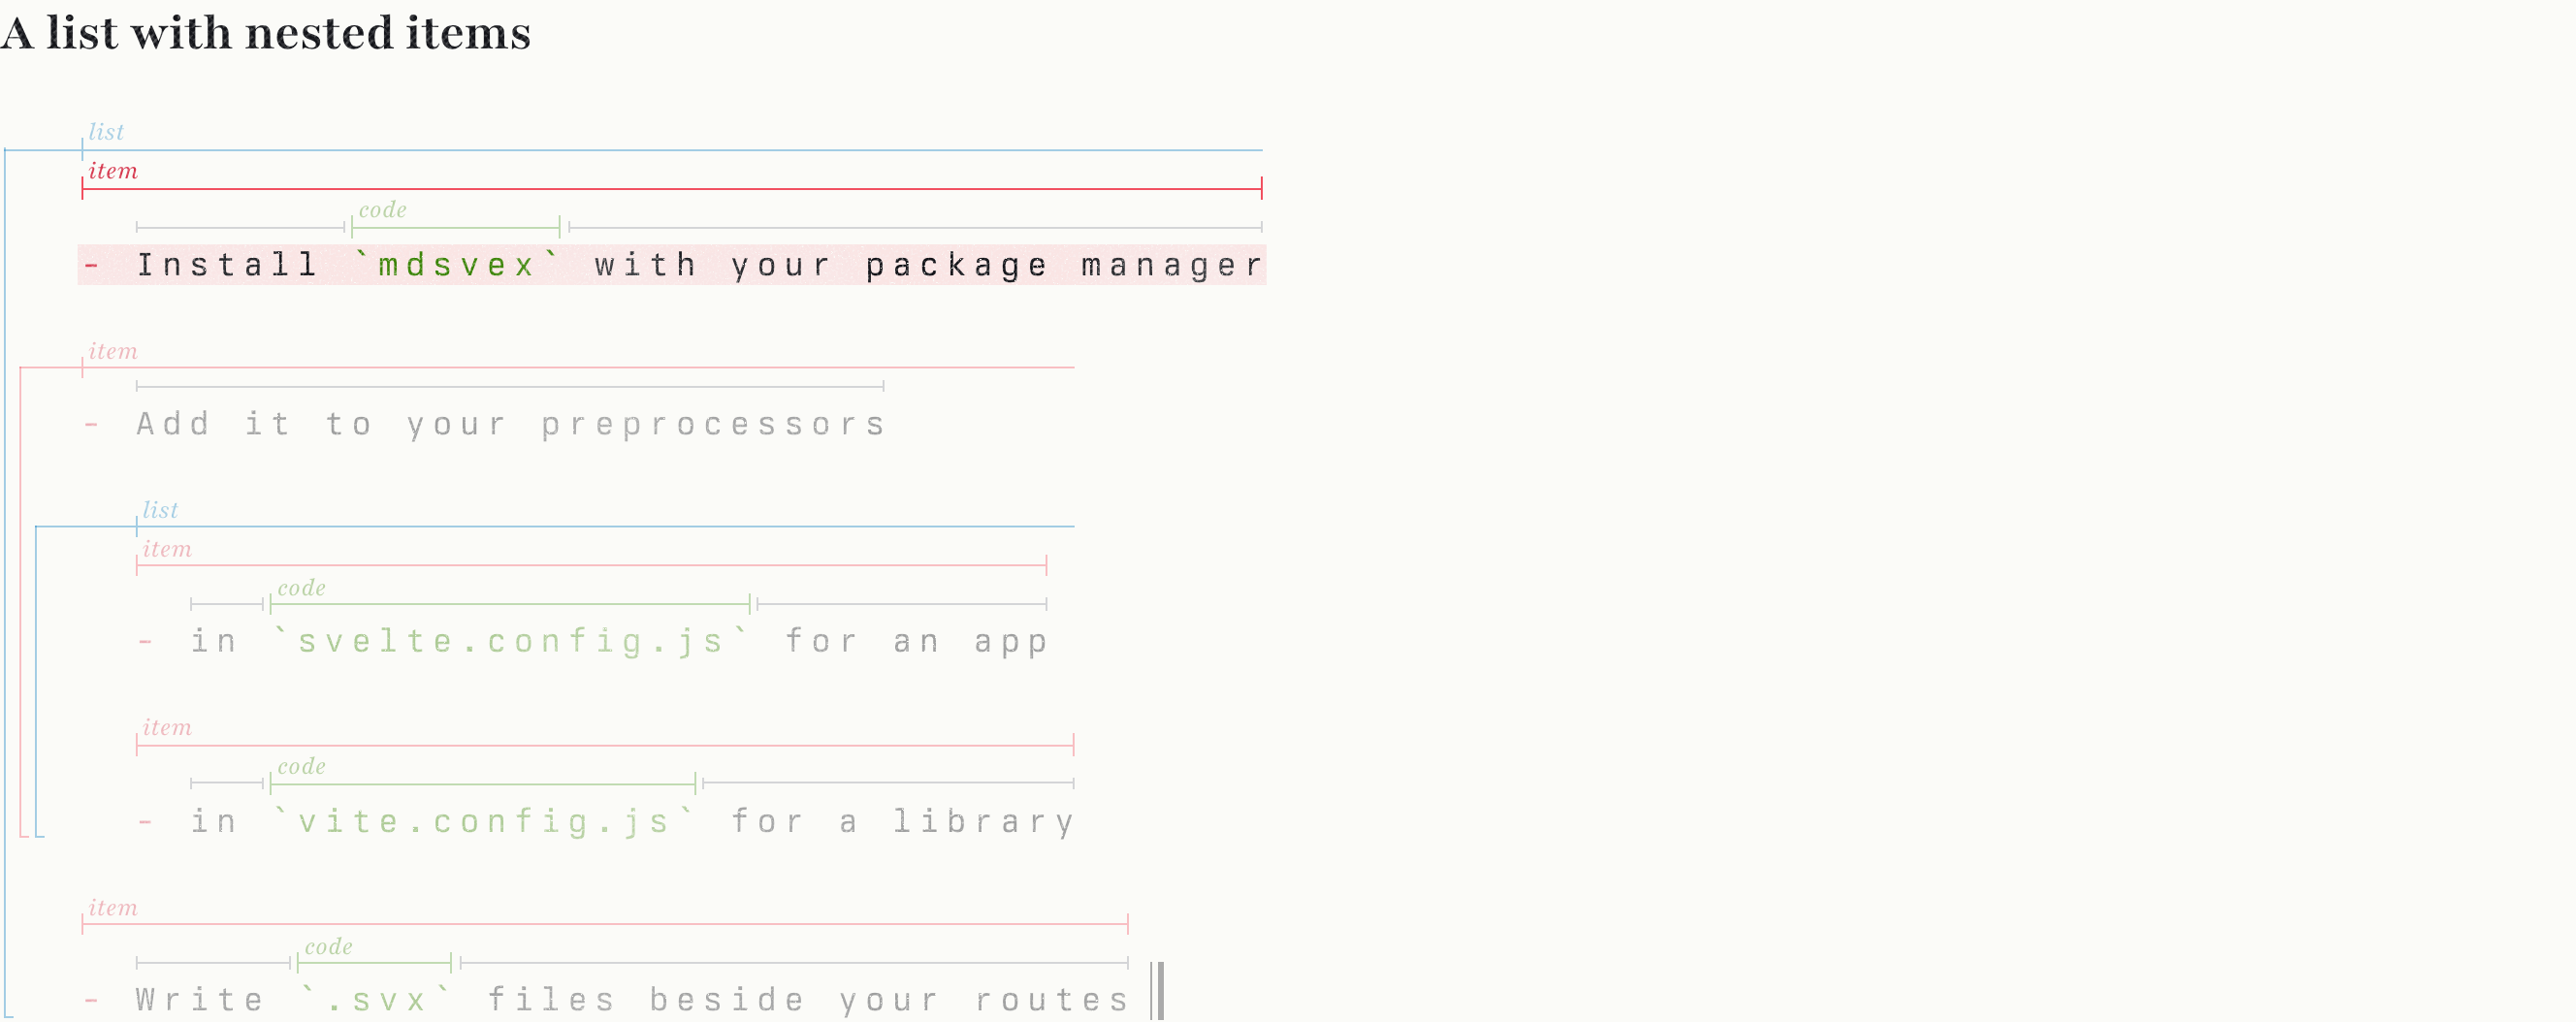 A list with nested items
list
item
code
- Install `mdsvex` with your package manager
item
- Add it to your preprocessors
list
item
code
- in `svelte.config.js` for an app
item
code
- in `vite.config.js` for a library
item
code
- Write `.svx` files beside your routes